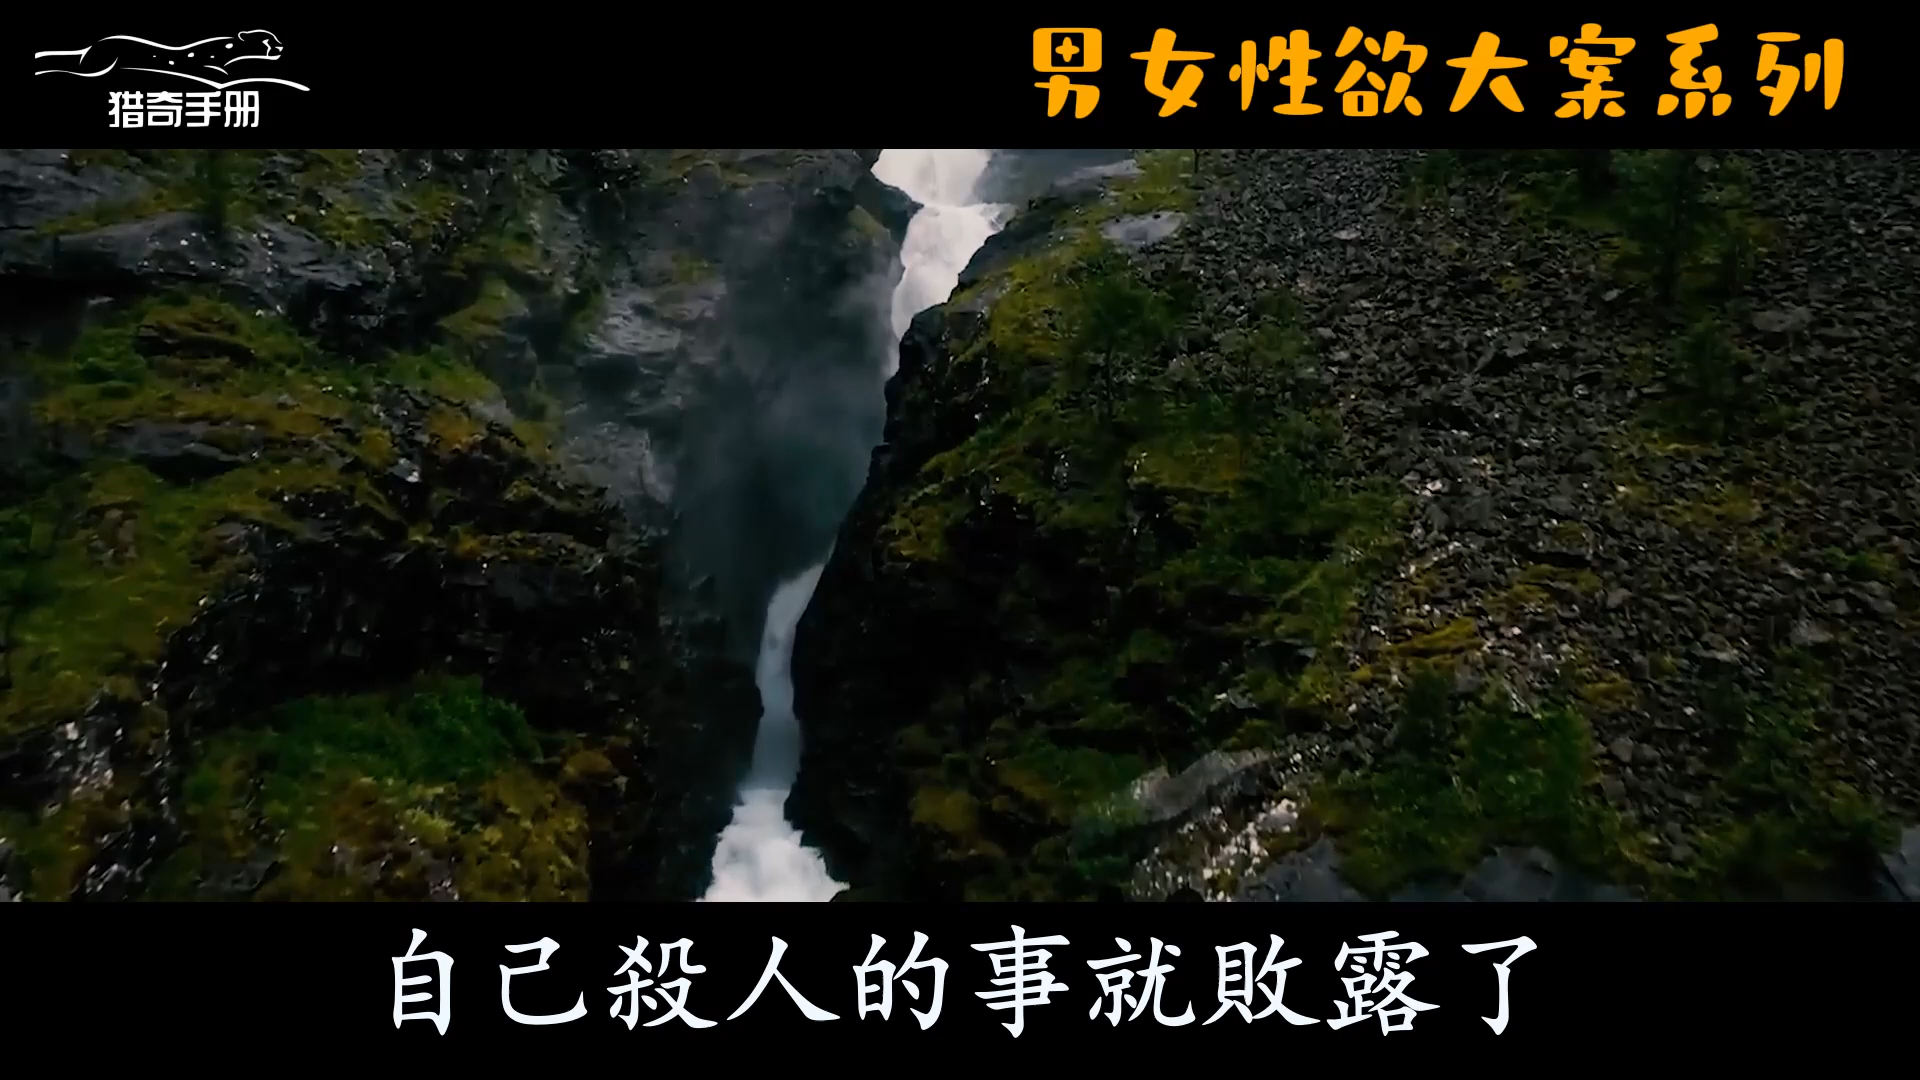 猎奇手册
男女性欲大案系列
自己殺人的事就敗露了